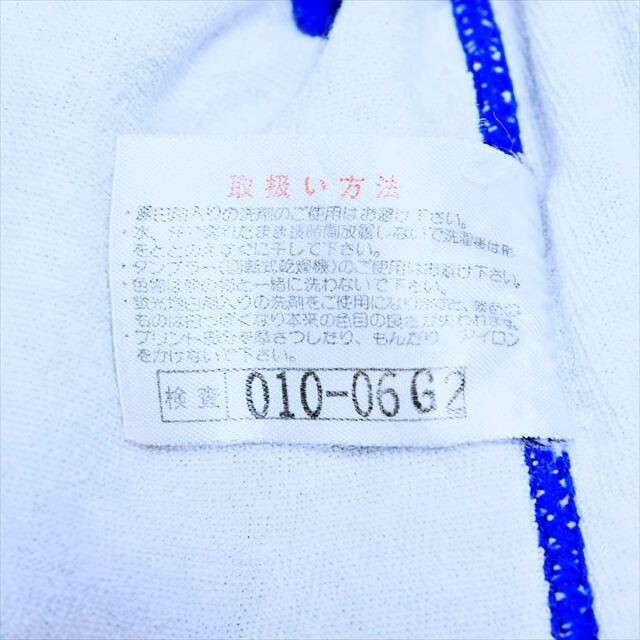 取扱い方法
・漂白剤入りの洗剤のご使用はお避け下さい。
・水、汗で濡れたまま長時間放置しないで洗濯後は形
をととのえすぐに干して下さい。
・タンブラー(回転式乾燥機)のご使用はお避け下さい。
・色物は他の物と一緒に洗わないで下さい。
・蛍光増白剤入りの洗剤をご使用になりますと、淡色の
ものは白っぽくなり本来の色目の良さが失われます。
・プリント部分を摩さつしたり、もんだり、アイロン
をかけないで下さい。
検査 010-06G2